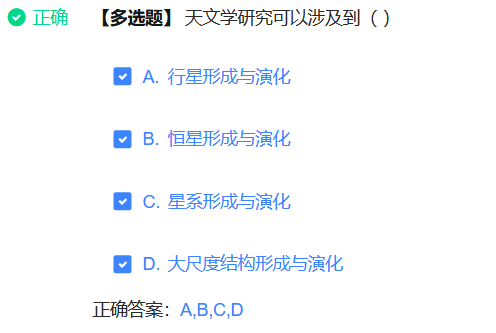 正确 【多选题】 天文学研究可以涉及到（ ）
A. 行星形成与演化
B. 恒星形成与演化
C. 星系形成与演化
D. 大尺度结构形成与演化
正确答案：A,B,C,D